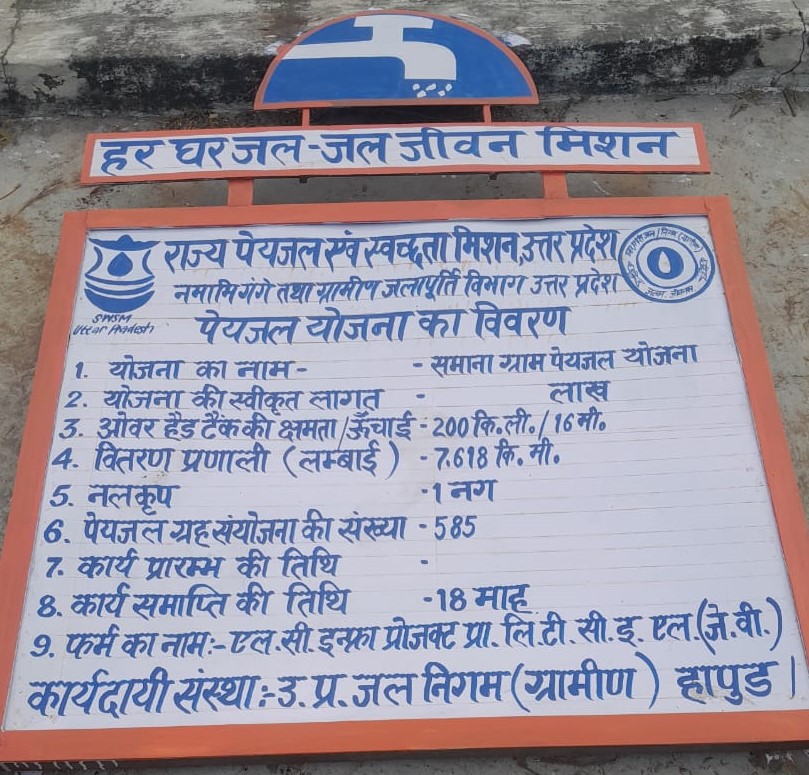 हर घर जल-जल जीवन मिशन
राज्य पेयजल एवं स्वच्छता मिशन, उत्तर प्रदेश
नमामि गंगे तथा ग्रामीण जलापूर्ति विभाग उत्तर प्रदेश
SWSM
Uttar Pradesh
पेयजल योजना का विवरण
1. योजना का नाम- - समाना ग्राम पेयजल योजना
2. योजना की स्वीकृत लागत - लाख
3. ओवर हैड टैंक की क्षमता/ऊँचाई - 200 कि.ली./16 मी.
4. वितरण प्रणाली (लम्बाई) - 7.618 कि. मी.
5. नलकूप - 1 नग
6. पेयजल ग्रह संयोजना की संख्या - 585
7. कार्य प्रारम्भ की तिथि -
8. कार्य समाप्ति की तिथि - 18 माह
9. फर्म का नाम:- एल.सी.इन्फ्रा प्रोजक्ट प्रा. लि.टी. सी.इ. एल.(जे.वी.)
कार्यदायी संस्था:- उ.प्र. जल निगम (ग्रामीण) हापुड़।